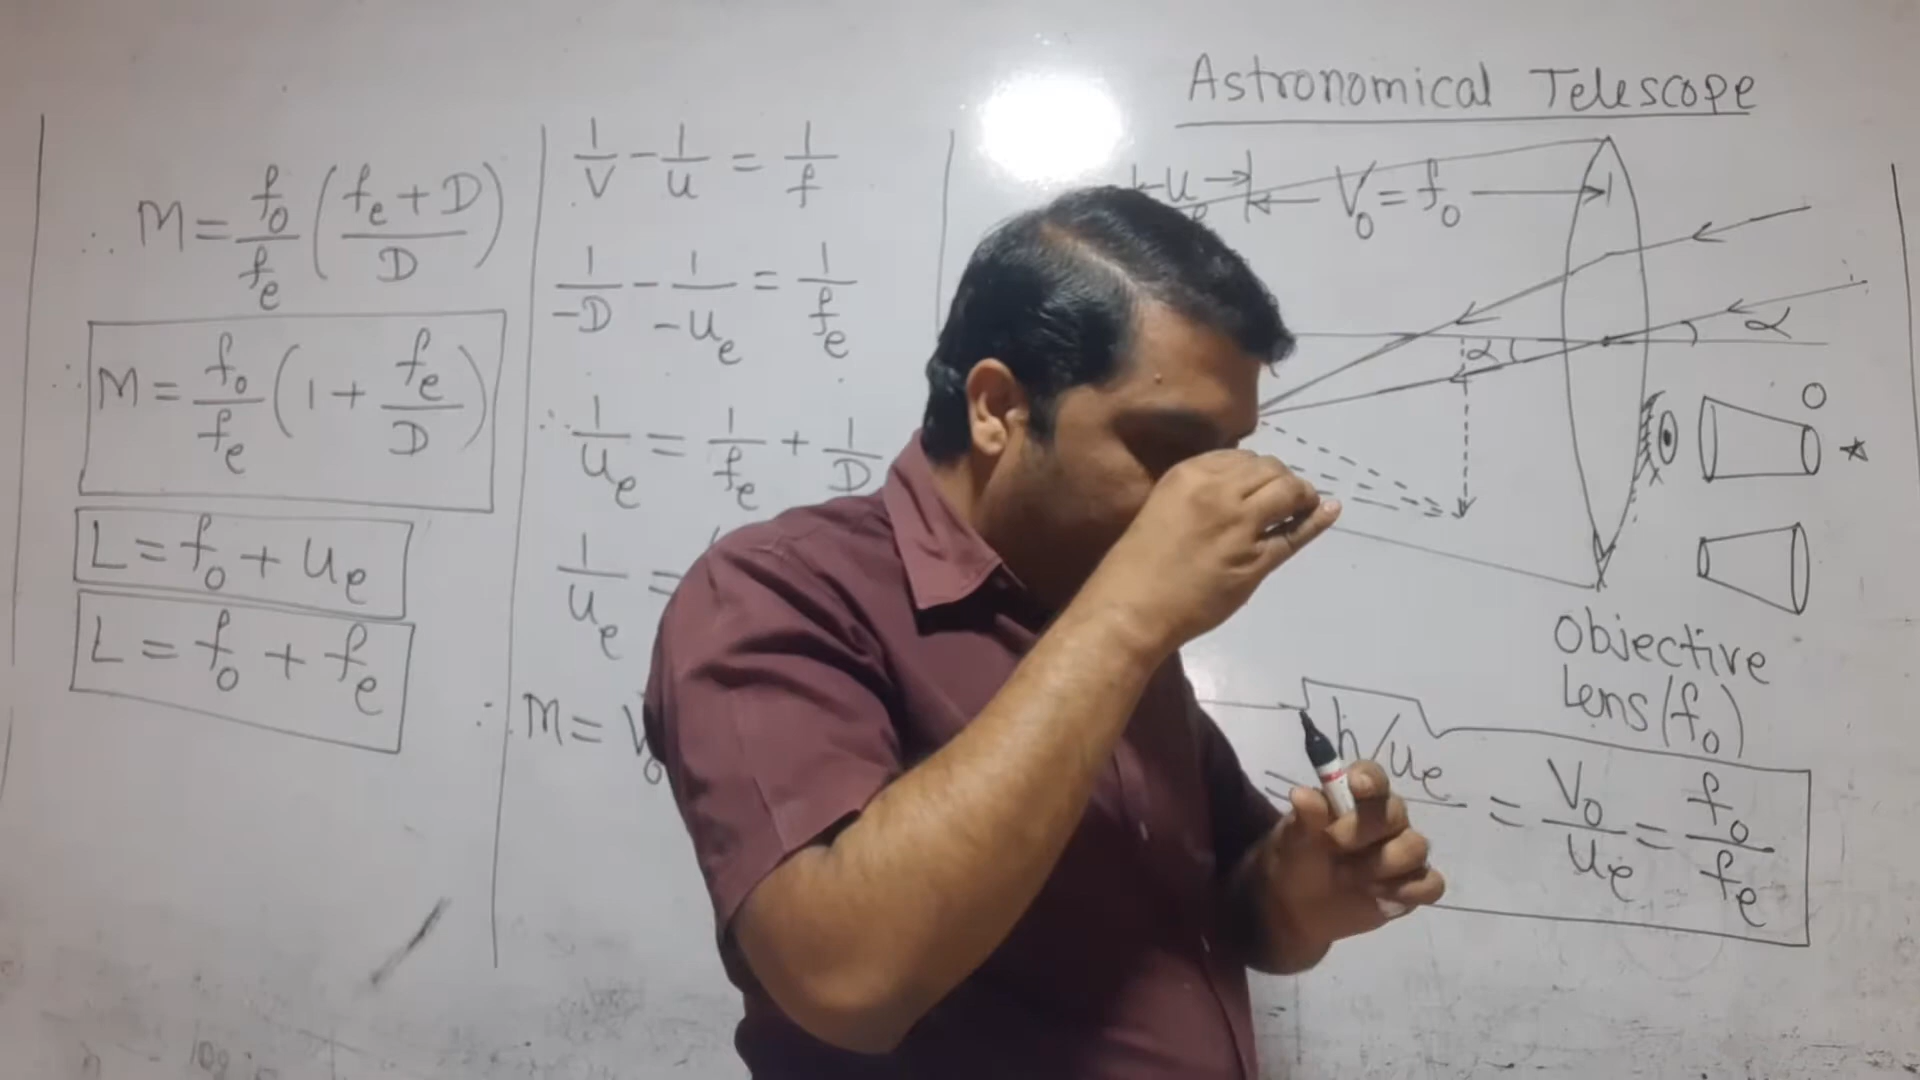 ∴ M = f₀/fₑ ((fₑ + D)/D)
∴ M = f₀/fₑ (1 + fₑ/D)
L = f₀ + uₑ
L = f₀ + fₑ
1/V - 1/u = 1/f
1/-D - 1/-uₑ = 1/fₑ
∴ 1/uₑ = 1/fₑ + 1/D
1/uₑ =
∴ M = V₀
Astronomical Telescope
uₑ V₀ = f₀
α α
O
Objective
Lens (f₀)
= h/uₑ = V₀/uₑ = f₀/fₑ